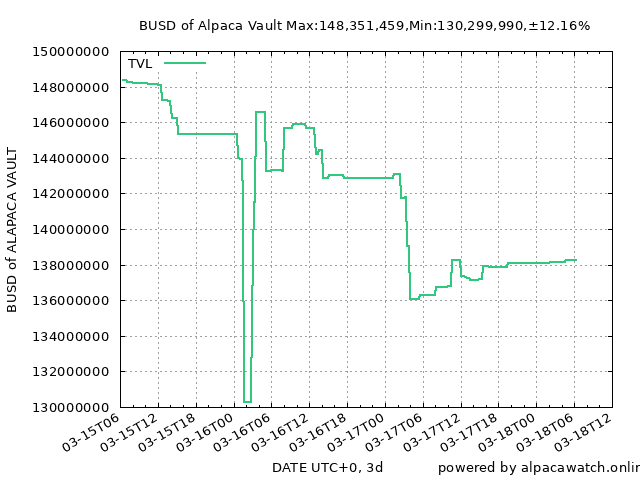 BUSD of Alpaca Vault Max:148,351,459,Min:130,299,990,±12.16%
TVL
150000000
148000000
146000000
144000000
142000000
140000000
138000000
136000000
134000000
132000000
130000000
BUSD of ALAPACA VAULT
03-15T06
03-15T12
03-15T18
03-16T00
03-16T06
03-16T12
03-16T18
03-17T00
03-17T06
03-17T12
03-17T18
03-18T00
03-18T06
03-18T12
DATE UTC+0, 3d
powered by alpacawatch.onlin